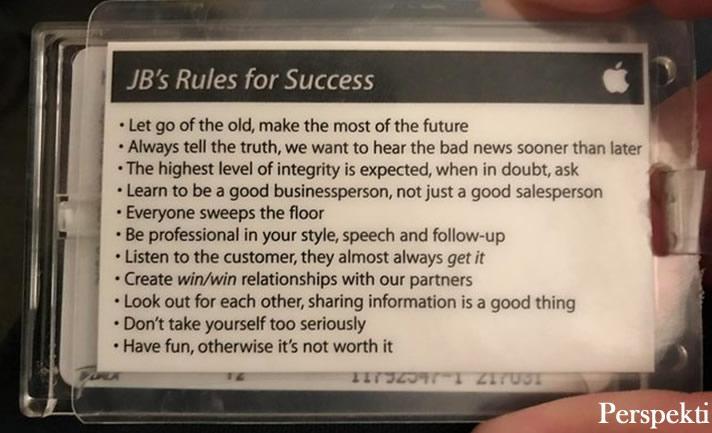 JB's Rules for Success
• Let go of the old, make the most of the future
• Always tell the truth, we want to hear the bad news sooner than later
• The highest level of integrity is expected, when in doubt, ask
• Learn to be a good businessperson, not just a good salesperson
• Everyone sweeps the floor
• Be professional in your style, speech and follow-up
• Listen to the customer, they almost always get it
• Create win/win relationships with our partners
• Look out for each other, sharing information is a good thing
• Don't take yourself too seriously
• Have fun, otherwise it's not worth it
Perspekti